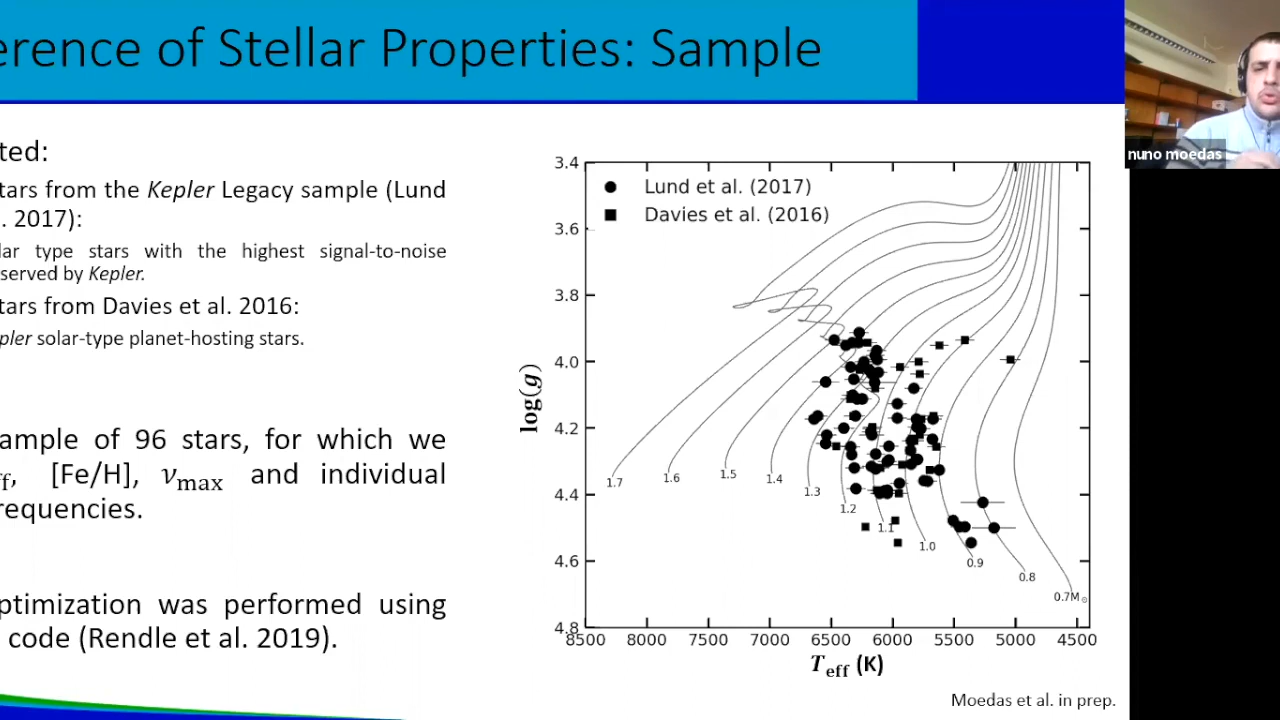 erence of Stellar Properties: Sample
nuno moedas
ted:
tars from the Kepler Legacy sample (Lund
. 2017):
lar type stars with the highest signal-to-noise
served by Kepler.
tars from Davies et al. 2016:
pler solar-type planet-hosting stars.
ample of 96 stars, for which we
ff, [Fe/H], νmax and individual
requencies.
ptimization was performed using
code (Rendle et al. 2019).
Lund et al. (2017)
Davies et al. (2016)
3.4
3.6
3.8
4.0
4.2
4.4
4.6
4.8
log(g)
1.7
1.6
1.5
1.4
1.3
1.2
1.1
1.0
0.9
0.8
0.7M⊙
8500 8000 7500 7000 6500 6000 5500 5000 4500
Teff (K)
Moedas et al. in prep.